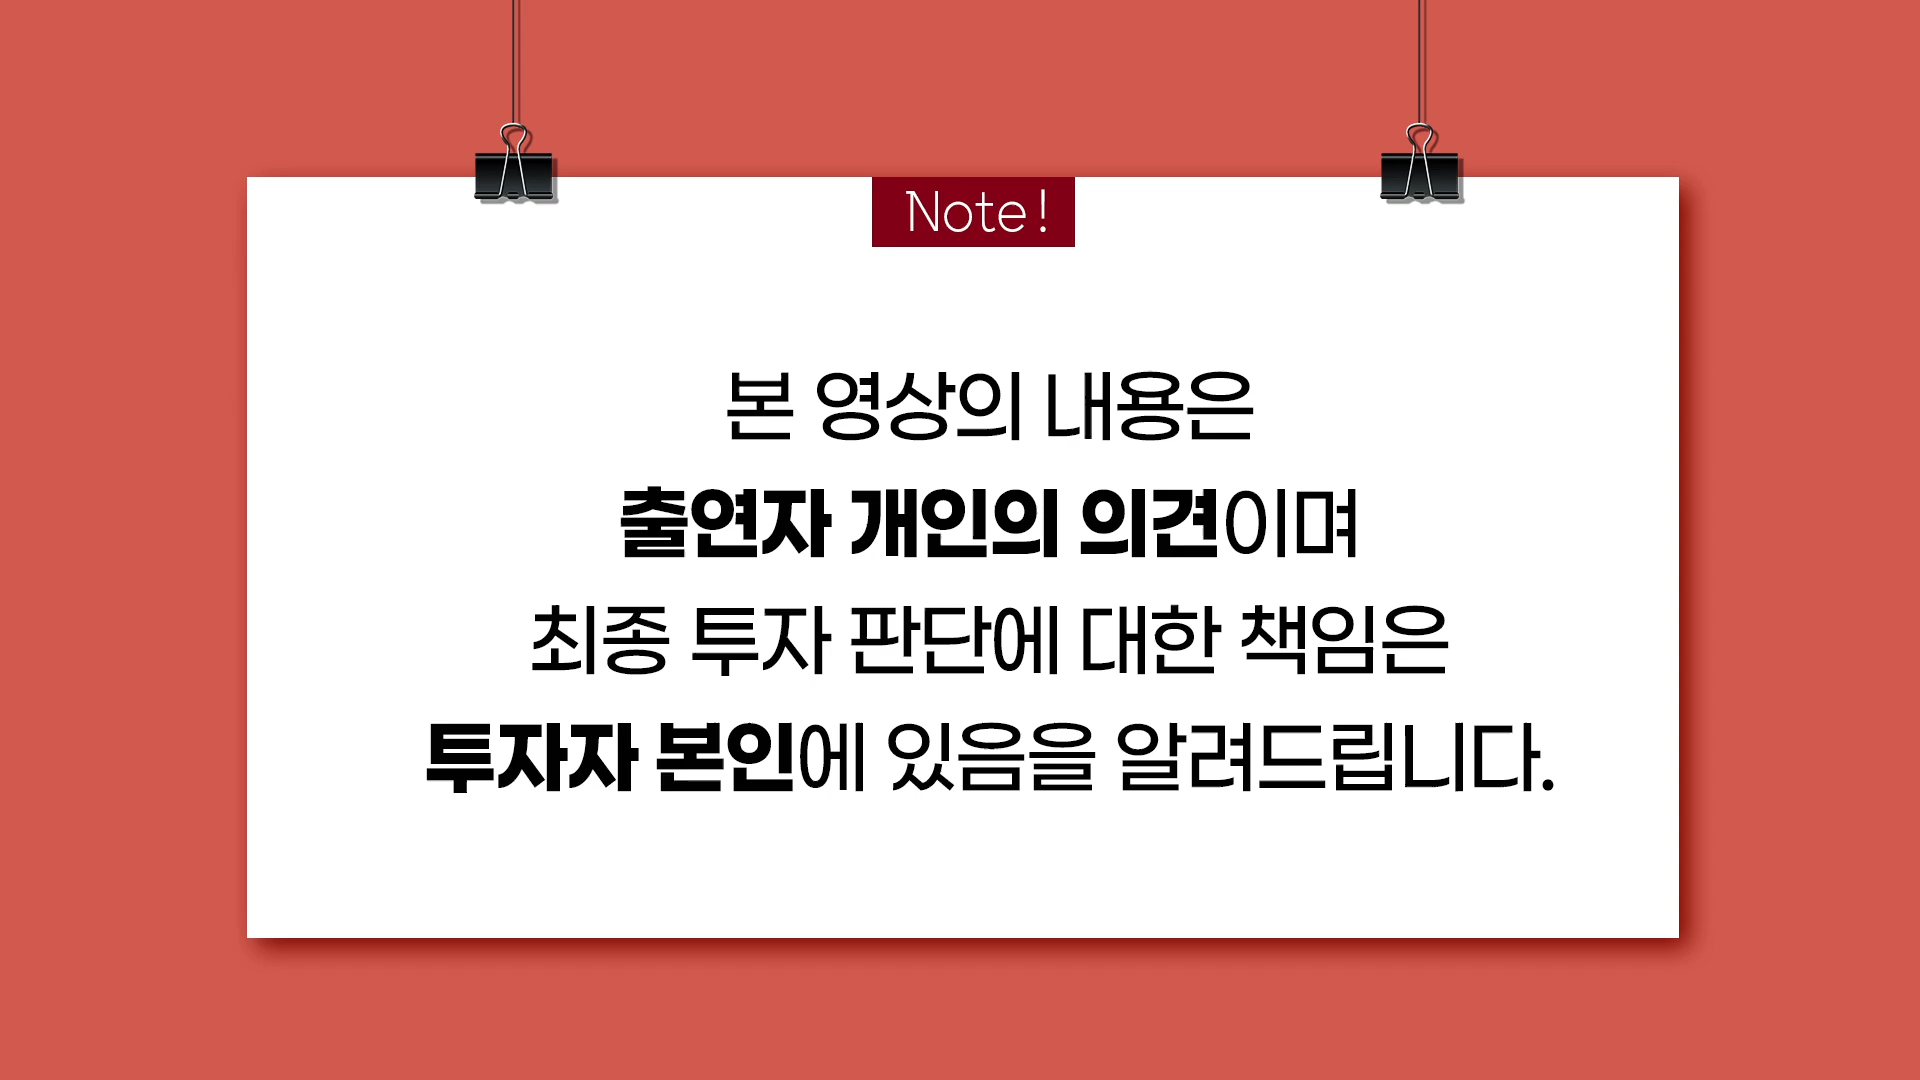 Note!
본 영상의 내용은
출연자 개인의 의견이며
최종 투자 판단에 대한 책임은
투자자 본인에 있음을 알려드립니다.